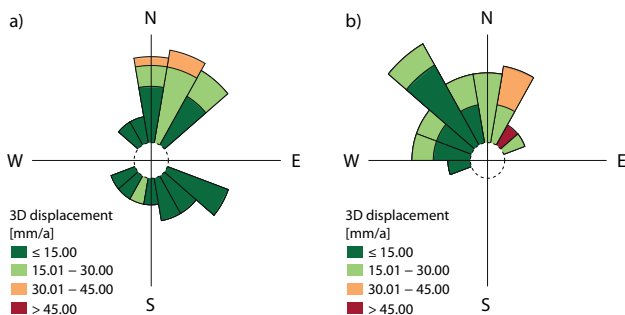 a)
N
W
E
S
3D displacement
[mm/a]
≤ 15.00
15.01 – 30.00
30.01 – 45.00
> 45.00
b)
N
W
E
S
3D displacement
[mm/a]
≤ 15.00
15.01 – 30.00
30.01 – 45.00
> 45.00